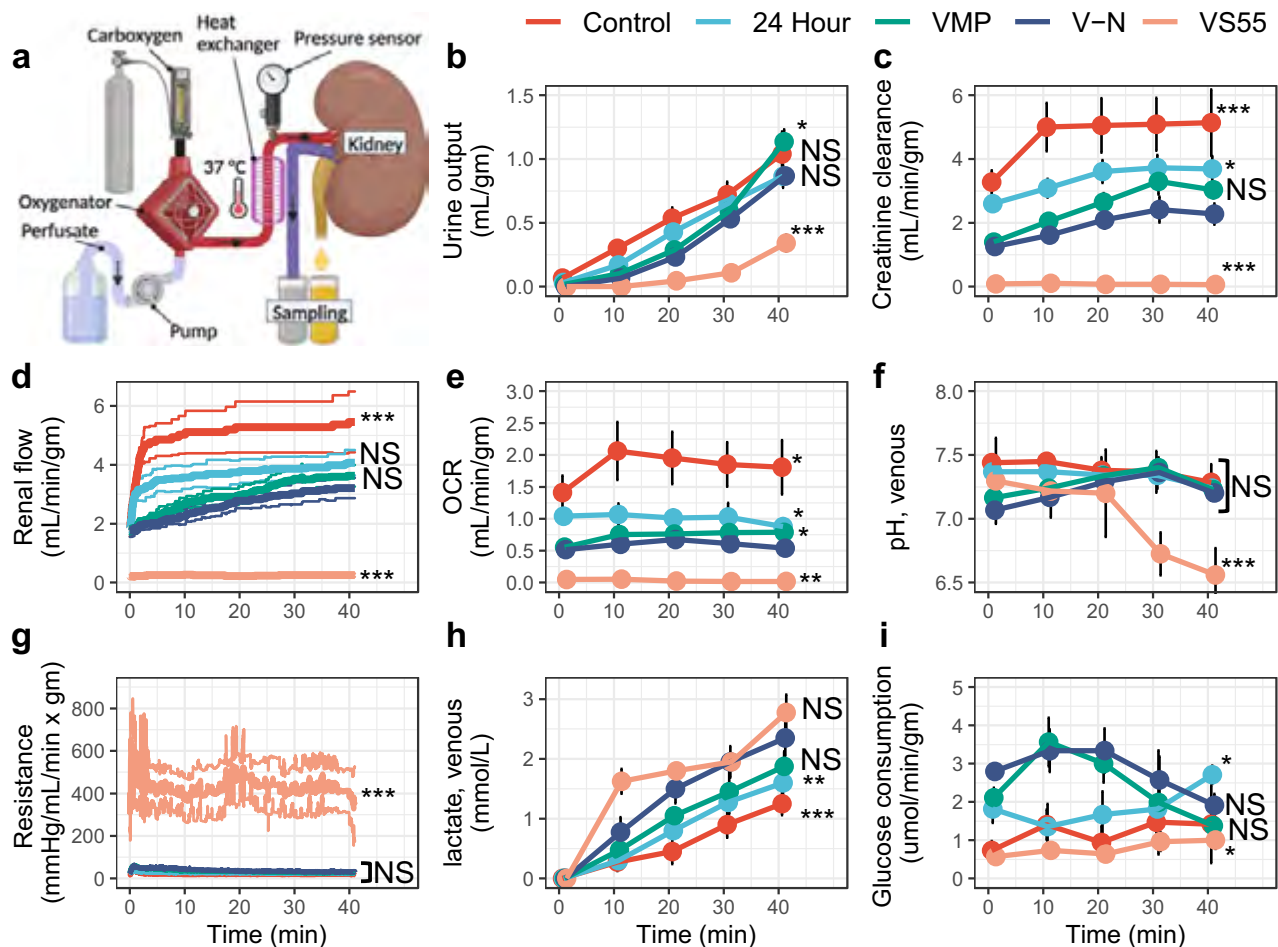 Control 24 Hour VMP V−N VS55
a
Carboxygen
Heat
exchanger
Pressure sensor
Kidney
37 °C
Oxygenator
Perfusate
Pump
Sampling
b
Urine output
(mL/gm)
1.5
1.0
0.5
0.0
*
NS
NS
***
0 10 20 30 40
c
Creatinine clearance
(mL/min/gm)
6
4
2
0
***
*
NS
***
0 10 20 30 40
d
Renal flow
(mL/min/gm)
6
4
2
0
***
NS
NS
***
0 10 20 30 40
e
OCR
(mL/min/gm)
3.0
2.5
2.0
1.5
1.0
0.5
0.0
*
*
*
**
0 10 20 30 40
f
pH, venous
8.0
7.5
7.0
6.5
NS
***
0 10 20 30 40
g
Resistance
(mmHg/mL/min x gm)
800
600
400
200
0
***
NS
0 10 20 30 40
Time (min)
h
lactate, venous
(mmol/L)
3
2
1
0
NS
NS
**
***
0 10 20 30 40
Time (min)
i
Glucose consumption
(umol/min/gm)
5
4
3
2
1
0
*
NS
NS
*
0 10 20 30 40
Time (min)